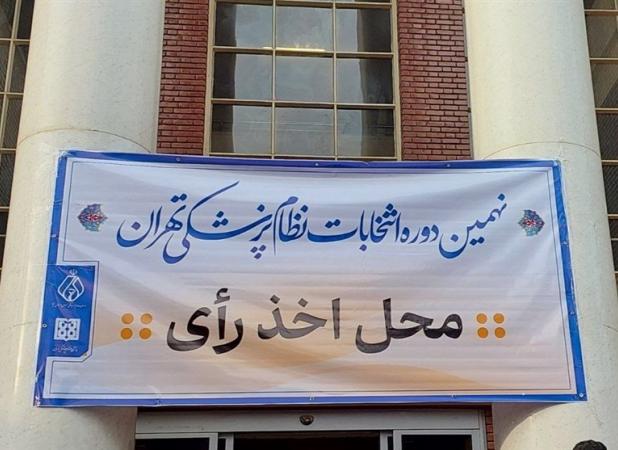 نهمین دوره انتخابات نظام پزشکی تهران
محل اخذ رأی